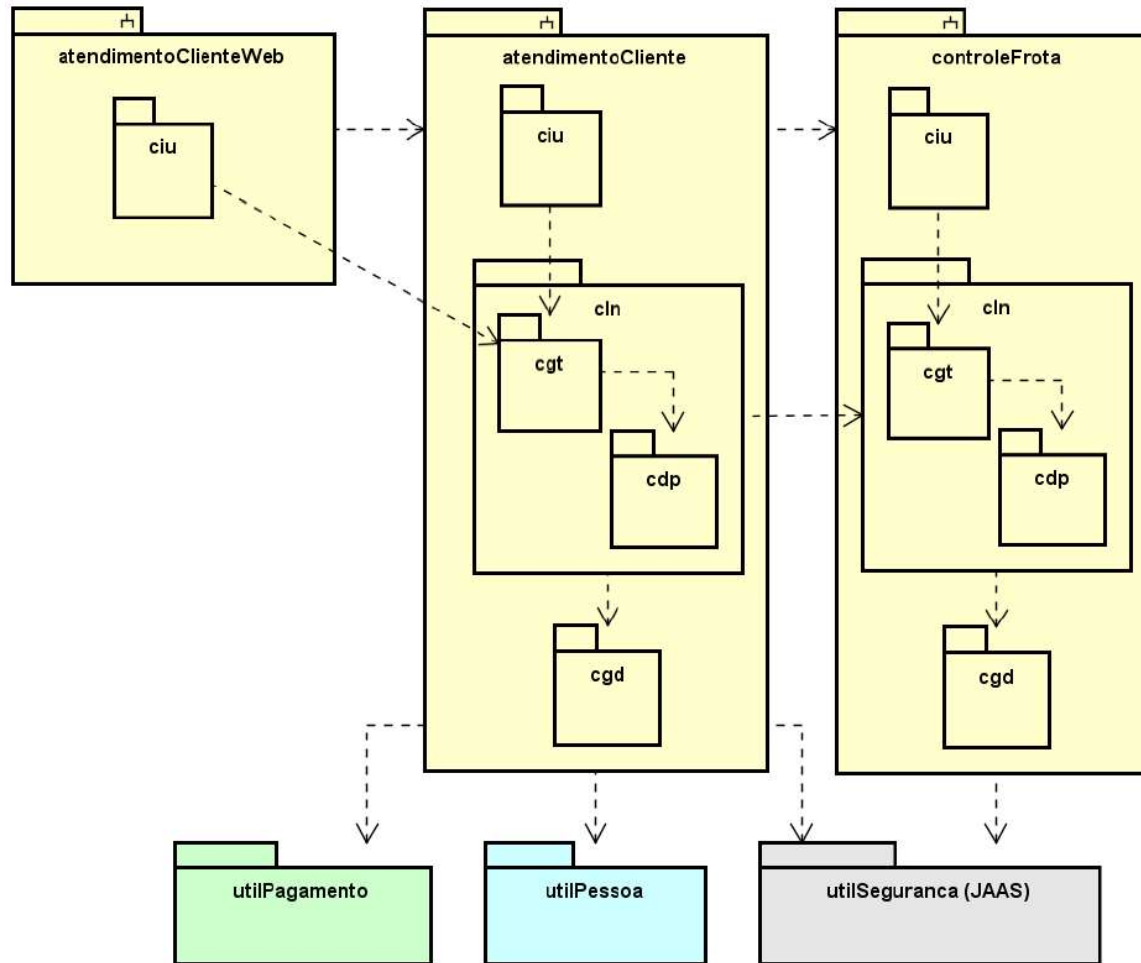 atendimentoClienteWeb
atendimentoCliente
controleFrota
ciu
ciu
ciu
cln
cln
cgt
cgt
cdp
cdp
cgd
cgd
utilPagamento
utilPessoa
utilSeguranca (JAAS)